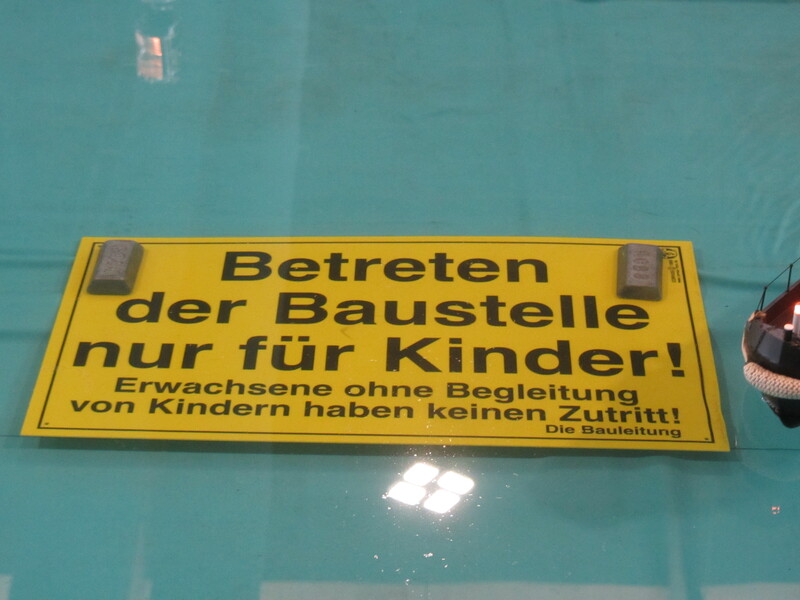 Betreten
der Baustelle
nur für Kinder!
Erwachsene ohne Begleitung
von Kindern haben keinen Zutritt!
Die Bauleitung